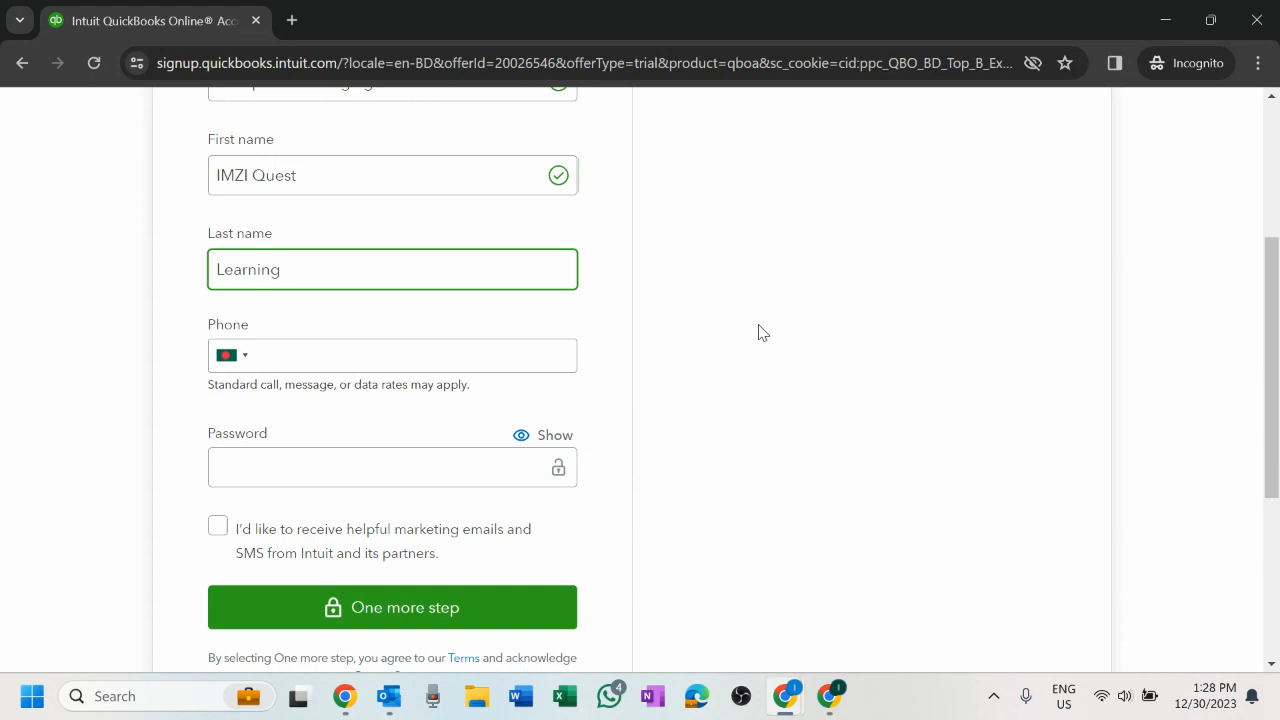 Intuit QuickBooks Online® Acc
signup.quickbooks.intuit.com/?locale=en-BD&offerId=20026546&offerType=trial&product=qboa&sc_cookie=cid:ppc_QBO_BD_Top_B_Ex...
Incognito
First name
IMZI Quest
Last name
Learning
Phone
Standard call, message, or data rates may apply.
Password
Show
I'd like to receive helpful marketing emails and
SMS from Intuit and its partners.
One more step
By selecting One more step, you agree to our Terms and acknowledge
Search
4
ENG
US
1:28 PM
12/30/2023